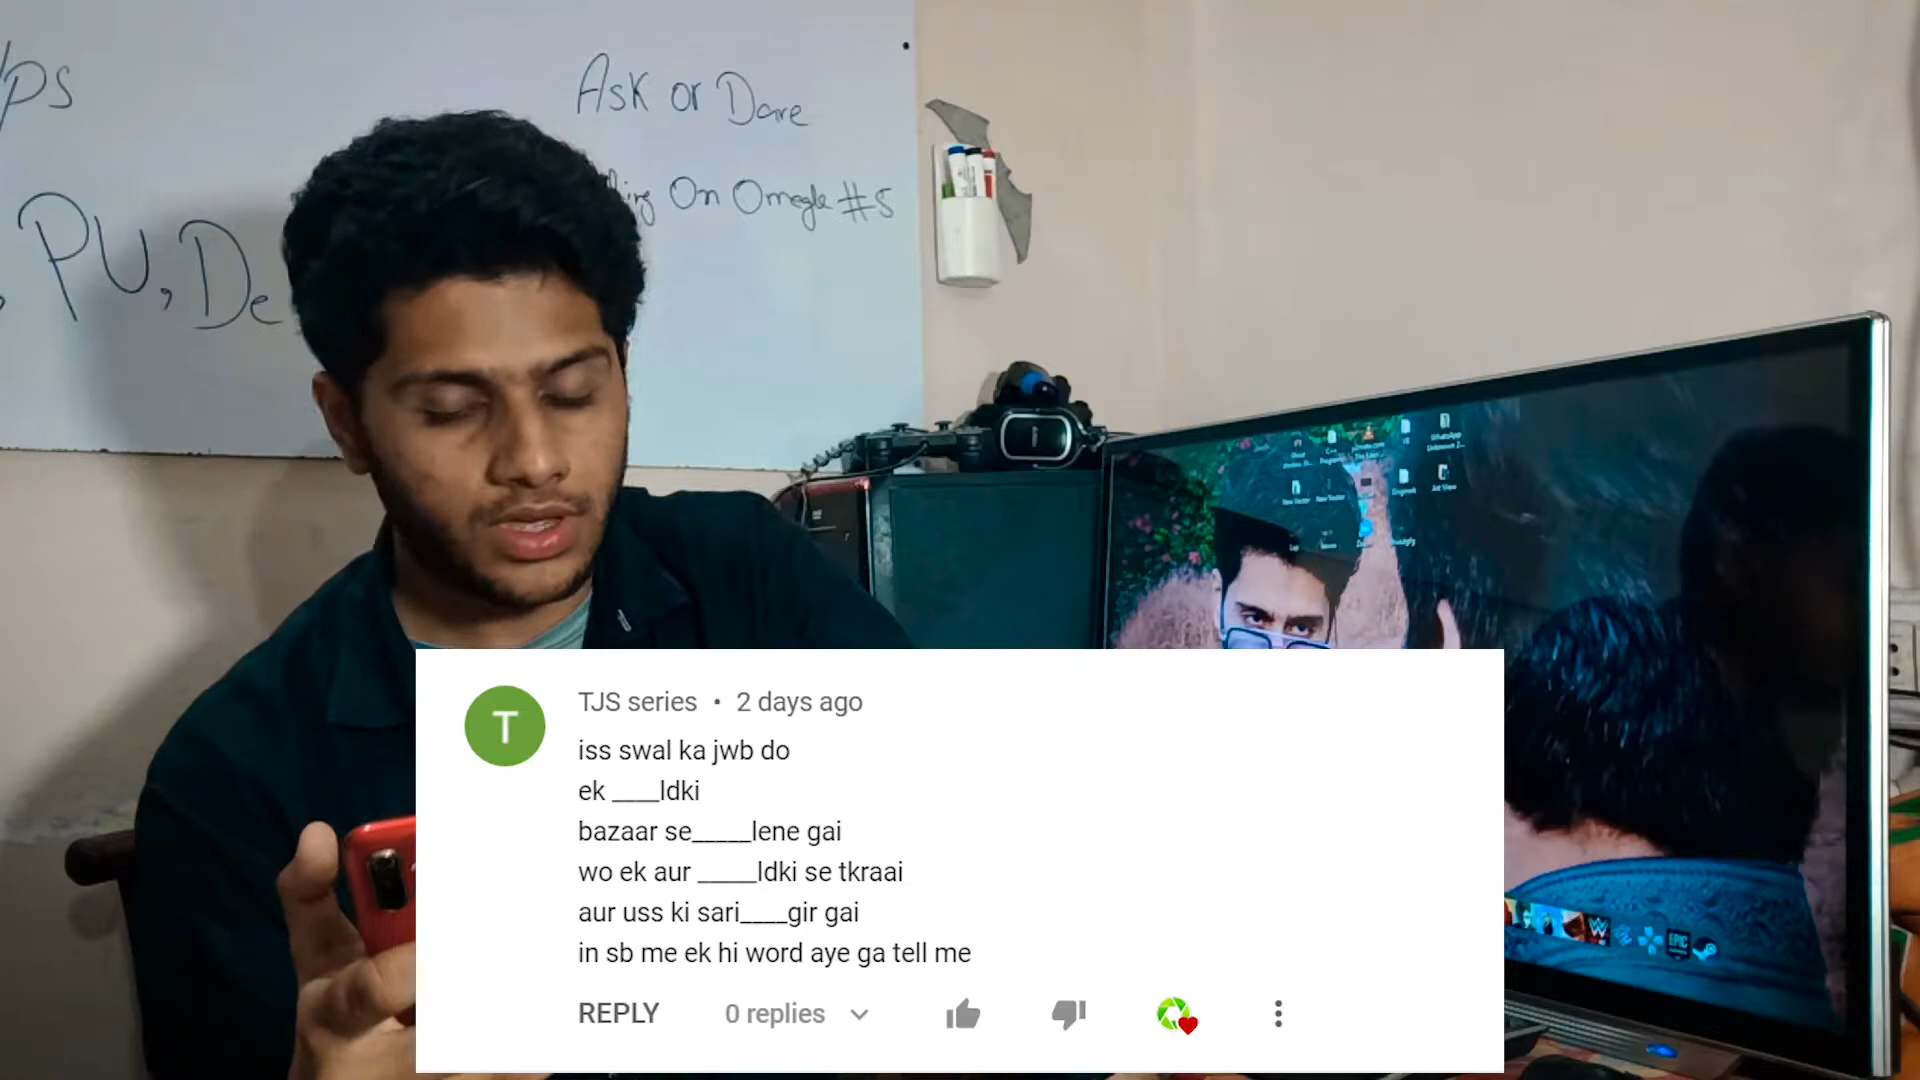 ps
Ask or Dare
On Omegle #5
, PU, De
TJS series • 2 days ago
T
iss swal ka jwb do
ek ____ldki
bazaar se_____lene gai
wo ek aur _____ldki se tkraai
aur uss ki sari____gir gai
in sb me ek hi word aye ga tell me
REPLY 0 replies
EPIC